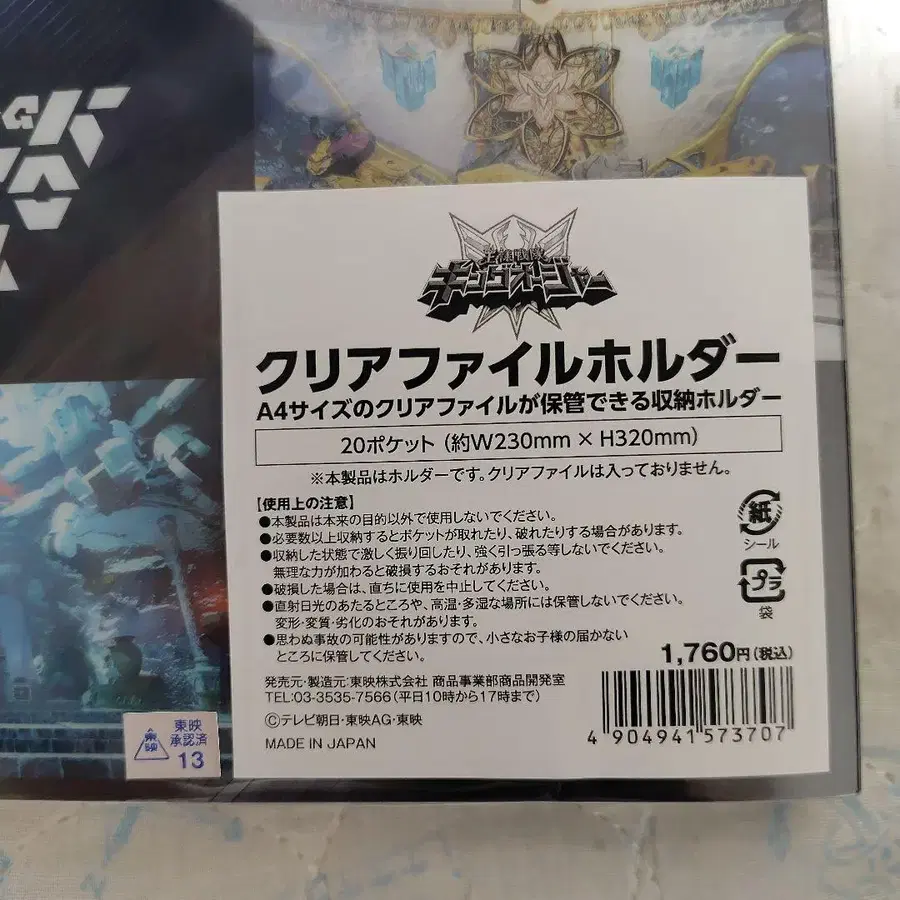 王様戦隊
キングオージャー
クリアファイルホルダー
A4サイズのクリアファイルが保管できる収納ホルダー
20ポケット（約W230mm × H320mm）
※本製品はホルダーです。クリアファイルは入っておりません。
【使用上の注意】
●本製品は本来の目的以外で使用しないでください。
●必要数以上収納するとポケットが取れたり、破れたりする場合があります。
●収納した状態で激しく振り回したり、強く引っ張る等しないでください。
無理な力が加わると破損するおそれがあります。
●破損した場合は、直ちに使用を中止してください。
●直射日光のあたるところや、高温・多湿な場所には保管しないでください。
変形・変質・劣化のおそれがあります。
●思わぬ事故の可能性がありますので、小さなお子様の届かない
ところに保管してください。
紙
シール
プラ
袋
1,760円（税込）
発売元・製造元：東映株式会社 商品事業部商品開発室
TEL:03-3535-7566（平日10時から17時まで）
©テレビ朝日・東映AG・東映
MADE IN JAPAN
4 904941 573707
東映
東映
承認済
13